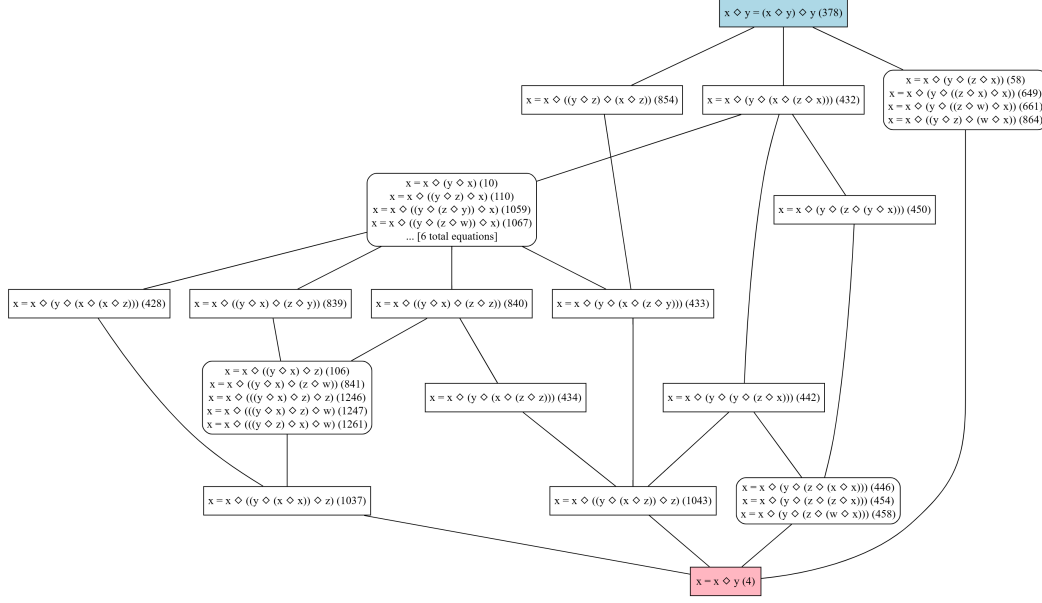 x ◇ y = (x ◇ y) ◇ y (378)
x = x ◇ ((y ◇ z) ◇ (x ◇ z)) (854)
x = x ◇ (y ◇ (x ◇ (z ◇ x))) (432)
x = x ◇ (y ◇ (z ◇ x)) (58)
x = x ◇ (y ◇ ((z ◇ x) ◇ x)) (649)
x = x ◇ (y ◇ ((z ◇ w) ◇ x)) (661)
x = x ◇ ((y ◇ z) ◇ (w ◇ x)) (864)
x = x ◇ (y ◇ x) (10)
x = x ◇ ((y ◇ z) ◇ x) (110)
x = x ◇ ((y ◇ (z ◇ y)) ◇ x) (1059)
x = x ◇ ((y ◇ (z ◇ w)) ◇ x) (1067)
... [6 total equations]
x = x ◇ (y ◇ (z ◇ (y ◇ x))) (450)
x = x ◇ (y ◇ (x ◇ (x ◇ z))) (428)
x = x ◇ ((y ◇ x) ◇ (z ◇ y)) (839)
x = x ◇ ((y ◇ x) ◇ (z ◇ z)) (840)
x = x ◇ (y ◇ (x ◇ (z ◇ y))) (433)
x = x ◇ ((y ◇ x) ◇ z) (106)
x = x ◇ ((y ◇ x) ◇ (z ◇ w)) (841)
x = x ◇ (((y ◇ x) ◇ z) ◇ z) (1246)
x = x ◇ (((y ◇ x) ◇ z) ◇ w) (1247)
x = x ◇ (((y ◇ z) ◇ x) ◇ w) (1261)
x = x ◇ (y ◇ (x ◇ (z ◇ z))) (434)
x = x ◇ (y ◇ (y ◇ (z ◇ x))) (442)
x = x ◇ ((y ◇ (x ◇ x)) ◇ z) (1037)
x = x ◇ ((y ◇ (x ◇ z)) ◇ z) (1043)
x = x ◇ (y ◇ (z ◇ (x ◇ x))) (446)
x = x ◇ (y ◇ (z ◇ (z ◇ x))) (454)
x = x ◇ (y ◇ (z ◇ (w ◇ x))) (458)
x = x ◇ y (4)